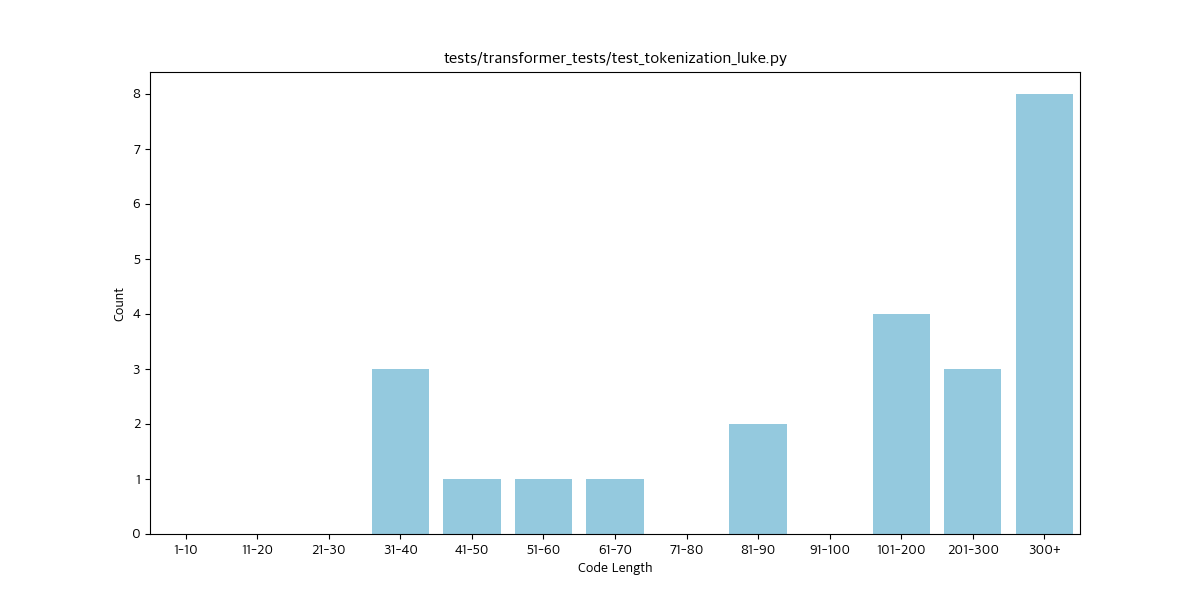 tests/transformer_tests/test_tokenization_luke.py
8
7
6
5
4
3
2
1
0
Count
1-10 11-20 21-30 31-40 41-50 51-60 61-70 71-80 81-90 91-100 101-200 201-300 300+
Code Length